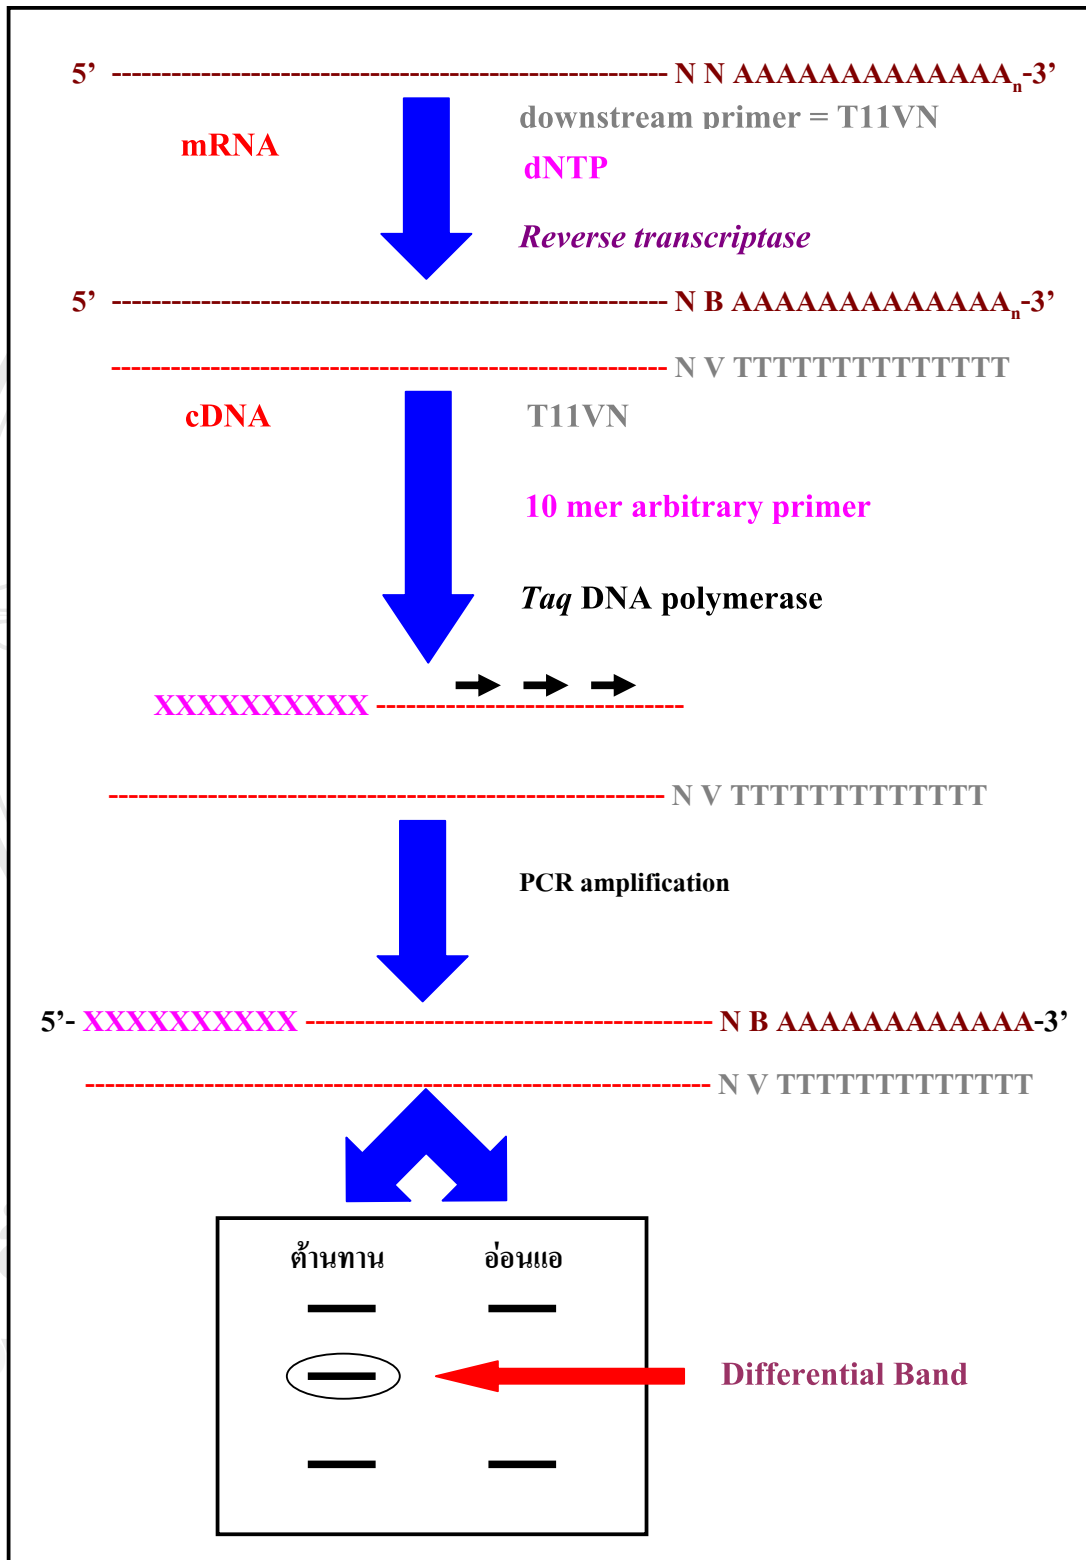 5’ -------------------------------------------------------- N N AAAAAAAAAAAAAₙ-3’
downstream primer = T11VN
mRNA
dNTP
Reverse transcriptase
5’ -------------------------------------------------------- N B AAAAAAAAAAAAAₙ-3’
-------------------------------------------------------- N V TTTTTTTTTTTTTT
cDNA
T11VN
10 mer arbitrary primer
Taq DNA polymerase
XXXXXXXXXX -------------------------------
-------------------------------------------------------- N V TTTTTTTTTTTTT
PCR amplification
5’- XXXXXXXXXX ----------------------------------------- N B AAAAAAAAAAAA-3’
--------------------------------------------------------------- N V TTTTTTTTTTTTT
ต้านทาน อ่อนแอ
Differential Band